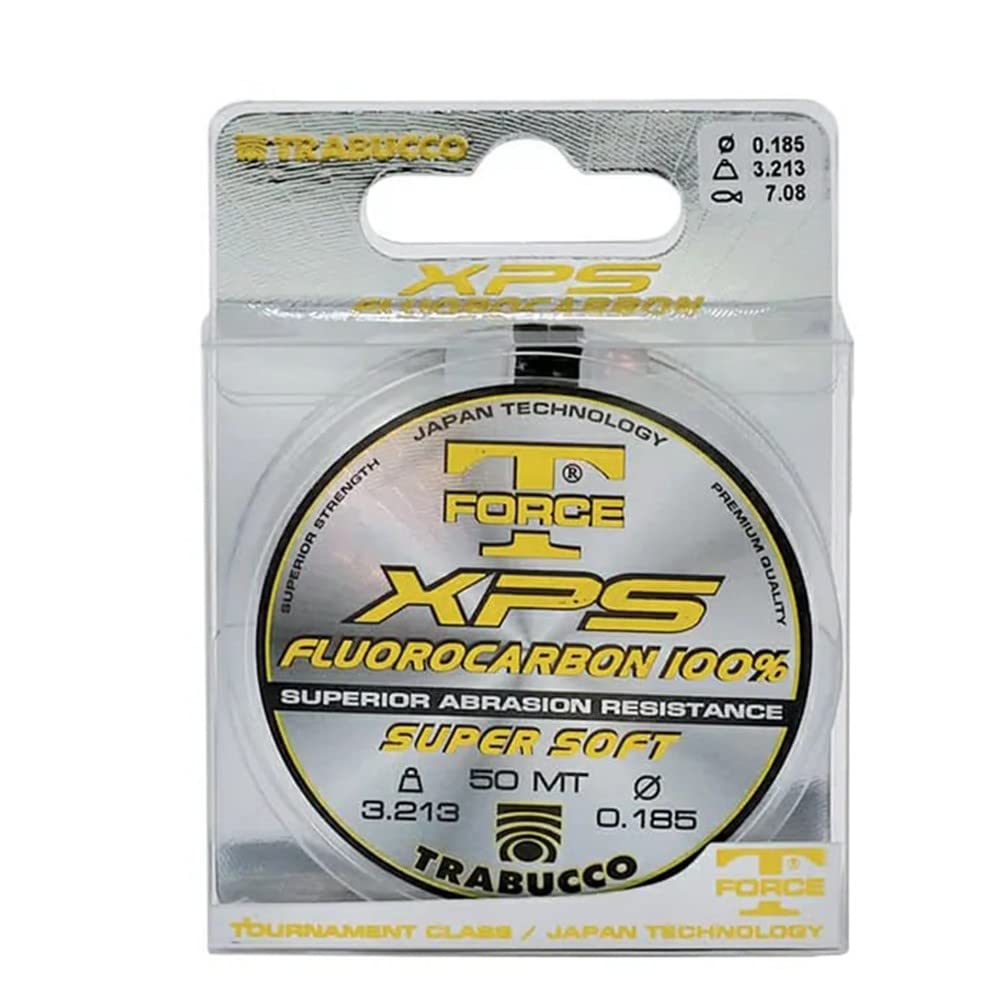 TRABUCCO
Ø 0.185
3.213
7.08
XPS
FLUOROCARBON
JAPAN TECHNOLOGY
SUPERIOR STRENGTH
PREMIUM QUALITY
T®
FORCE
XPS
FLUOROCARBON 100%
SUPERIOR ABRASION RESISTANCE
SUPER SOFT
50 MT
Ø
3.213
0.185
TRABUCCO
T®
FORCE
TOURNAMENT CLASS / JAPAN TECHNOLOGY